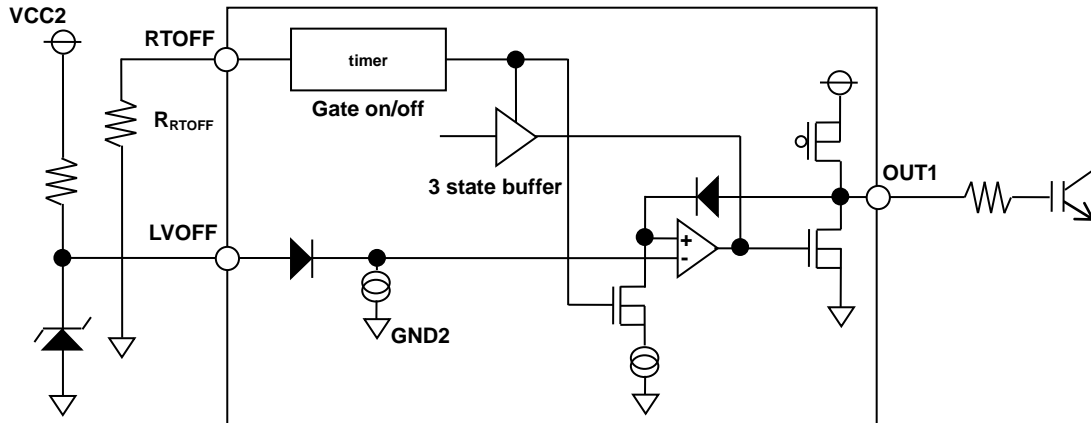 VCC2
RTOFF
timer
Gate on/off
RRTOFF
3 state buffer
OUT1
LVOFF
+
-
GND2